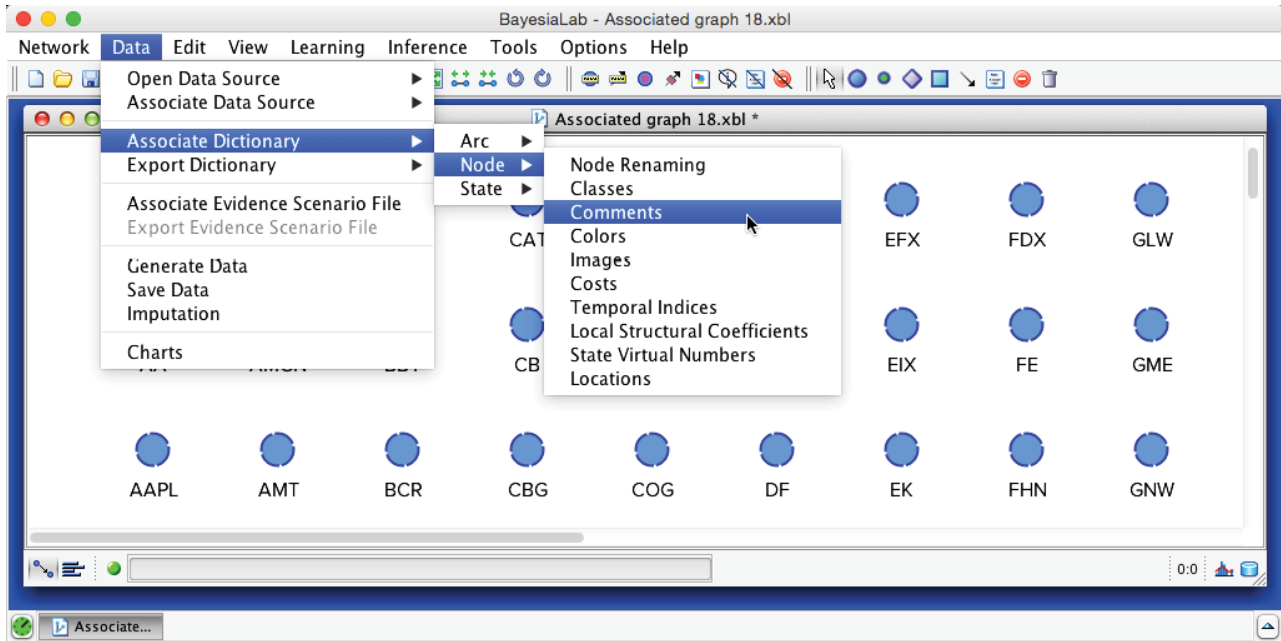 BayesiaLab - Associated graph 18.xbl
Network Data Edit View Learning Inference Tools Options Help
Open Data Source
Associate Data Source
Associate Dictionary
Export Dictionary
Associate Evidence Scenario File
Export Evidence Scenario File
Generate Data
Save Data
Imputation
Charts
Associated graph 18.xbl *
Arc
Node
State
Node Renaming
Classes
Comments
Colors
Images
Costs
Temporal Indices
Local Structural Coefficients
State Virtual Numbers
Locations
CAT EFX FDX GLW
CB EIX FE GME
AAPL AMT BCR CBG COG DF EK FHN GNW
0:0
Associate...